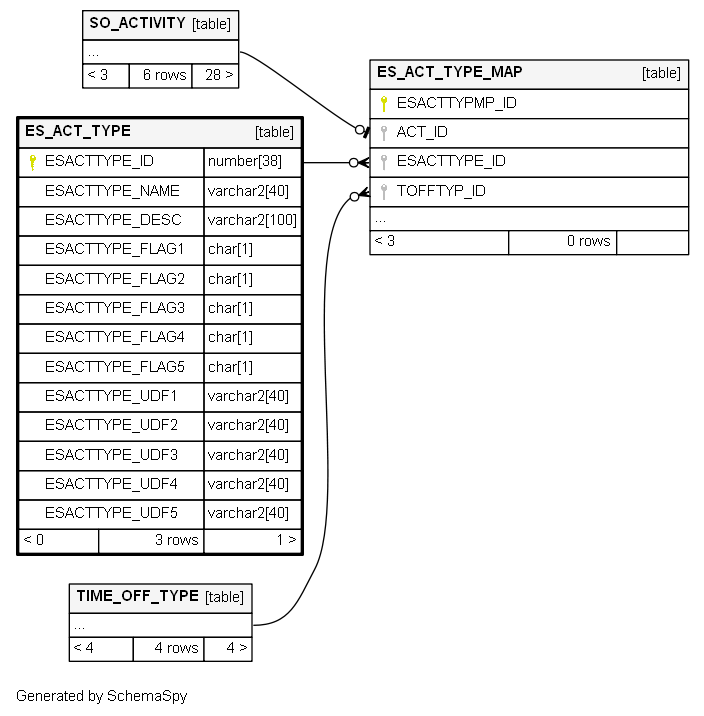 SO_ACTIVITY [table]
...
< 3 6 rows 28 >
ES_ACT_TYPE_MAP [table]
ESACTTYPMP_ID
ACT_ID
ESACTTYPE_ID
TOFFTYP_ID
...
< 3 0 rows
ES_ACT_TYPE [table]
ESACTTYPE_ID number[38]
ESACTTYPE_NAME varchar2[40]
ESACTTYPE_DESC varchar2[100]
ESACTTYPE_FLAG1 char[1]
ESACTTYPE_FLAG2 char[1]
ESACTTYPE_FLAG3 char[1]
ESACTTYPE_FLAG4 char[1]
ESACTTYPE_FLAG5 char[1]
ESACTTYPE_UDF1 varchar2[40]
ESACTTYPE_UDF2 varchar2[40]
ESACTTYPE_UDF3 varchar2[40]
ESACTTYPE_UDF4 varchar2[40]
ESACTTYPE_UDF5 varchar2[40]
< 0 3 rows 1 >
TIME_OFF_TYPE [table]
...
< 4 4 rows 4 >
Generated by SchemaSpy